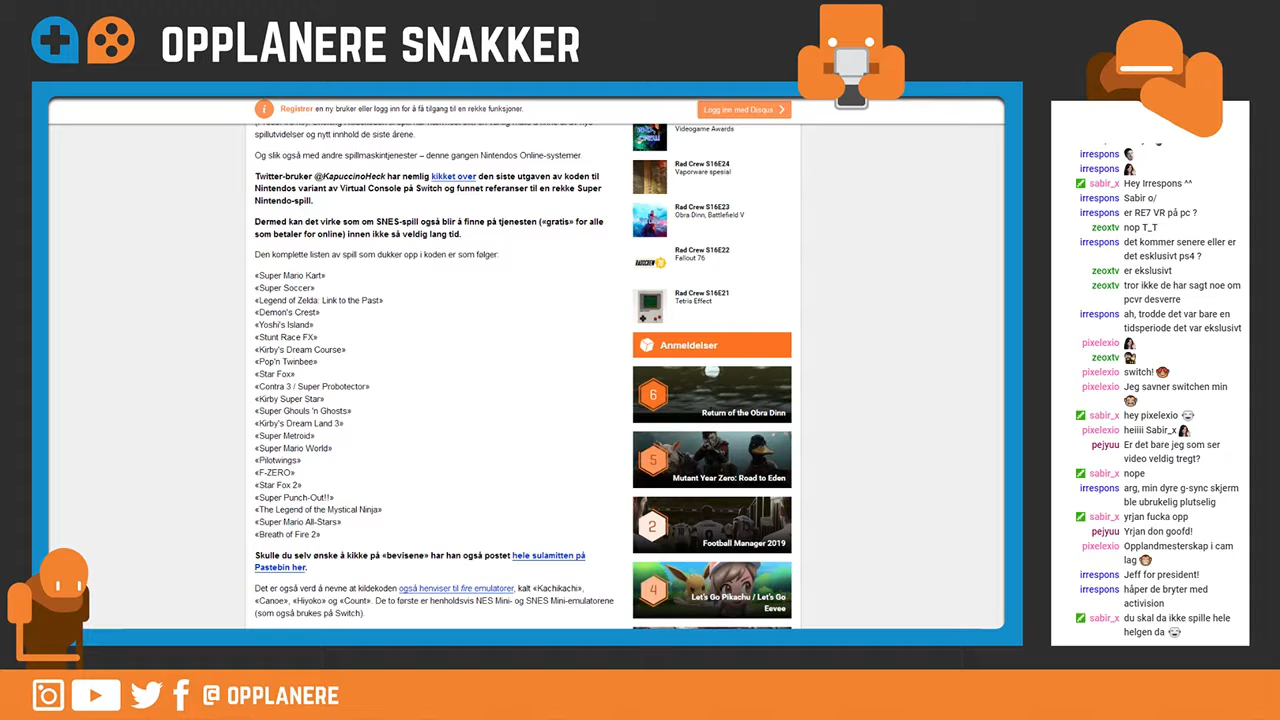 OPPLANERE SNAKKER
Registrer en ny bruker eller logg inn for å få tilgang til en rekke funksjoner.
Logg inn med Disqus
spillutvidelser og nytt innhold de siste årene.
Og slik også med andre spillmaskintjenester – denne gangen Nintendos Online-systemer.
Twitter-bruker @KapuccinoHeck har nemlig kikket over den siste utgaven av koden til
Nintendos variant av Virtual Console på Switch og funnet referanser til en rekke Super
Nintendo-spill.
Dermed kan det virke som om SNES-spill også blir å finne på tjenesten («gratis» for alle
som betaler for online) innen ikke så veldig lang tid.
Den komplette listen av spill som dukker opp i koden er som følger:
«Super Mario Kart»
«Super Soccer»
«Legend of Zelda: Link to the Past»
«Demon's Crest»
«Yoshi's Island»
«Stunt Race FX»
«Kirby's Dream Course»
«Pop'n Twinbee»
«Star Fox»
«Contra 3 / Super Probotector»
«Kirby Super Star»
«Super Ghouls 'n Ghosts»
«Kirby's Dream Land 3»
«Super Metroid»
«Super Mario World»
«Pilotwings»
«F-ZERO»
«Star Fox 2»
«Super Punch-Out!!»
«The Legend of the Mystical Ninja»
«Super Mario All-Stars»
«Breath of Fire 2»
Skulle du selv ønske å kikke på «bevisene» har han også postet hele sulamitten på
Pastebin her.
Det er også verd å nevne at kildekoden også henviser til fire emulatorer, kalt «Kachikachi»,
«Canoe», «Hiyoko» og «Count». De to første er henholdsvis NES Mini- og SNES Mini-emulatorene
(som også brukes på Switch).
Videogame Awards
Rad Crew S16E24
Vaporware spesial
Rad Crew S16E23
Obra Dinn, Battlefield V
RADCREW
Rad Crew S16E22
Fallout 76
Rad Crew S16E21
Tetris Effect
Anmeldelser
6
Return of the Obra Dinn
5
Mutant Year Zero: Road to Eden
2
Football Manager 2019
4
Let's Go Pikachu / Let's Go
Eevee
irrespons
irrespons
sabir_x Hey Irrespons ^^
irrespons Sabir o/
irrespons er RE7 VR på pc ?
zeoxtv nop T_T
irrespons det kommer senere eller er
det esklusivt ps4 ?
zeoxtv er ekslusivt
zeoxtv tror ikke de har sagt noe om
pcvr desverre
irrespons ah, trodde det var bare en
tidsperiode det var ekslusivt
pixelexio
zeoxtv
pixelexio switch!
pixelexio Jeg savner switchen min
sabir_x hey pixelexio
pixelexio heiiii Sabir_x
pejyuu Er det bare jeg som ser
video veldig tregt?
sabir_x nope
irrespons arg, min dyre g-sync skjerm
ble ubrukelig plutselig
sabir_x yrjan fucka opp
pejyuu Yrjan don goofd!
pixelexio Opplandmesterskap i cam
lag
irrespons Jeff for president!
irrespons håper de bryter med
activision
sabir_x du skal da ikke spille hele
helgen da
@ OPPLANERE